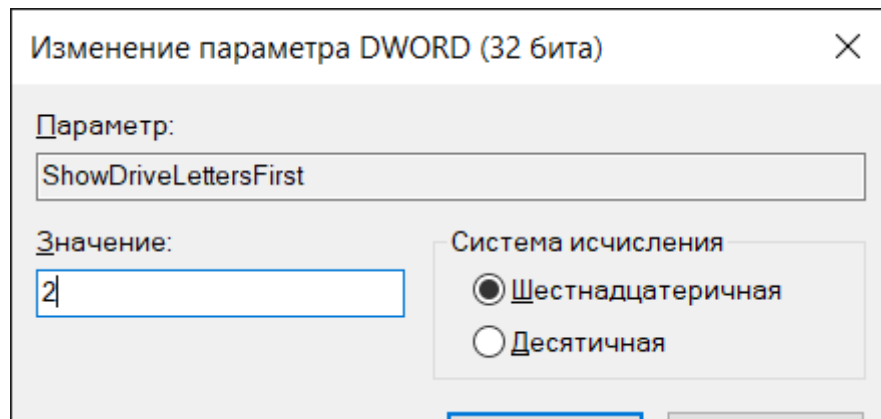 Изменение параметра DWORD (32 бита)
Параметр:
ShowDriveLettersFirst
Значение:
2
Система исчисления
Шестнадцатеричная
Десятичная